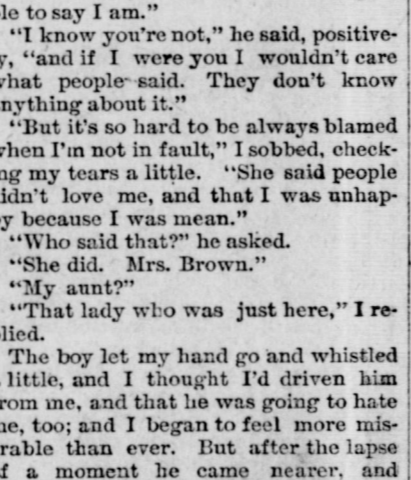 le to say I am."
"I know you're not," he said, positive-
y, "and if I were you I wouldn't care
what people said. They don't know
nything about it."
"But it's so hard to be always blamed
when I'm not in fault," I sobbed, check-
ng my tears a little. "She said people
idn't love me, and that I was unhap-
y because I was mean."
"Who said that?" he asked.
"She did. Mrs. Brown."
"My aunt?"
"That lady who was just here," I re-
lied.
The boy let my hand go and whistled
little, and I thought I'd driven him
rom me, and that he was going to hate
me, too; and I began to feel more mis-
rable than ever. But after the lapse
f a moment he came nearer, and